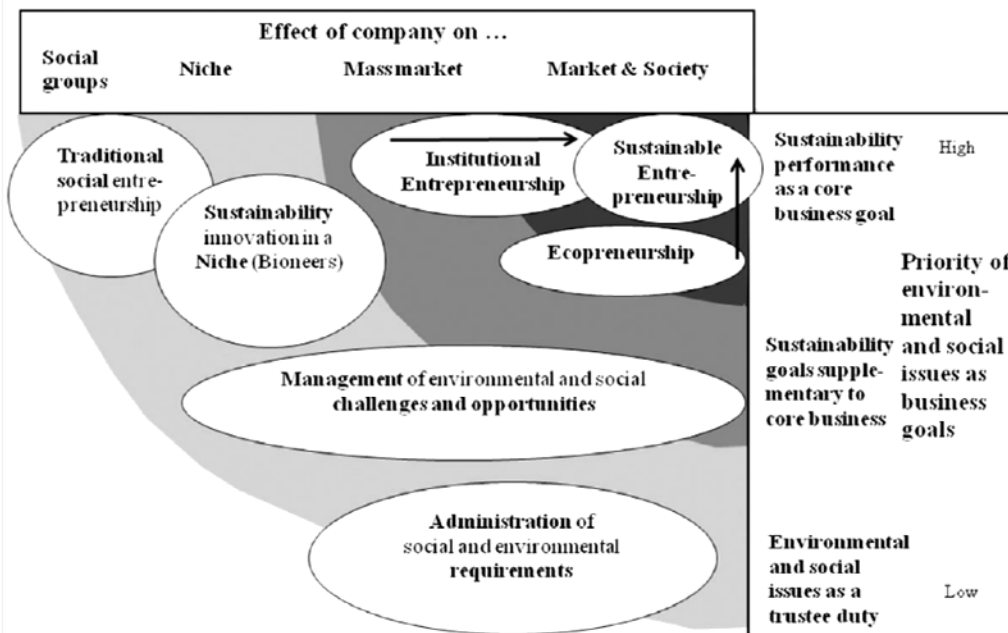 Effect of company on ...
Social
groups
Niche
Massmarket
Market & Society
Traditional
social entre-
preneurship
Sustainability
innovation in a
Niche (Bioneers)
Institutional
Entrepreneurship
Sustainable
Entre-
preneurship
Ecopreneurship
Management of environmental and social
challenges and opportunities
Administration of
social and environmental
requirements
Sustainability
performance
as a core
business goal
High
Priority of
environ-
mental
and social
issues as
business
goals
Sustainability
goals supple-
mentary to
core business
Environmental
and social
issues as a
trustee duty
Low